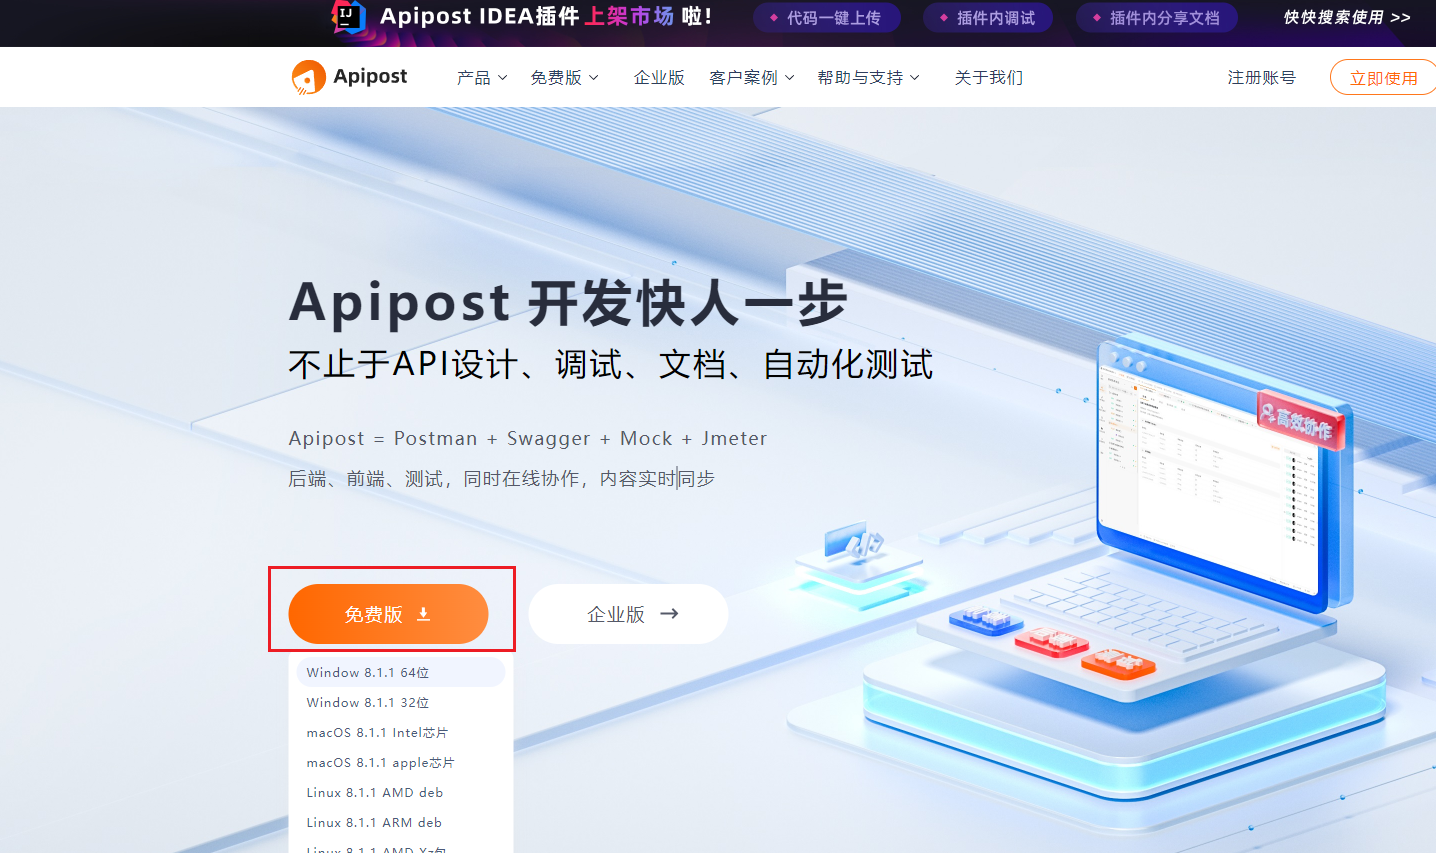 Apipost IDEA插件 上架市场 啦!
代码一键上传
插件内调试
插件内分享文档
快快搜索使用 >>
Apipost
产品
免费版
企业版
客户案例
帮助与支持
关于我们
注册账号
立即使用
Apipost 开发快人一步
不止于API设计、调试、文档、自动化测试
Apipost = Postman + Swagger + Mock + Jmeter
后端、前端、测试，同时在线协作，内容实时同步
高效协作
免费版
企业版
Window 8.1.1 64位
Window 8.1.1 32位
macOS 8.1.1 Intel芯片
macOS 8.1.1 apple芯片
Linux 8.1.1 AMD deb
Linux 8.1.1 ARM deb
Linux 8.1.1 AMD Xz包